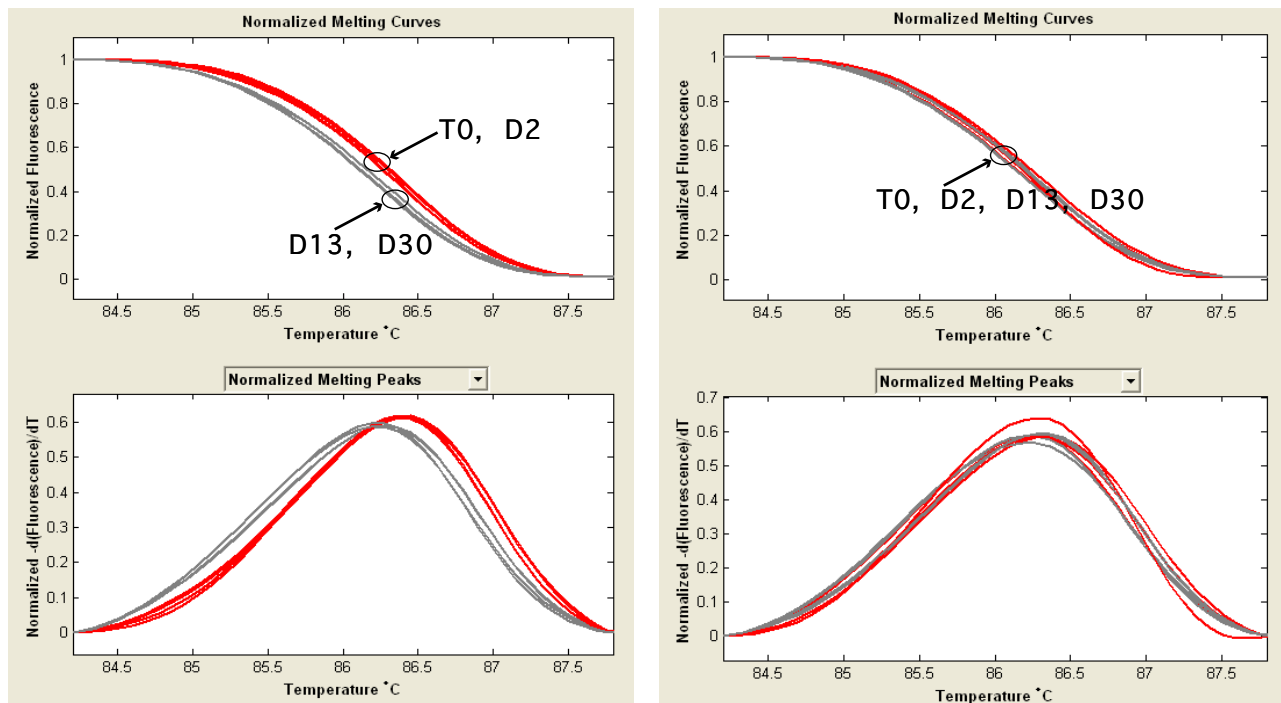 Normalized Melting Curves
Normalized Fluorescence
1
0.8
0.6
0.4
0.2
0
T0, D2
D13, D30
84.5 85 85.5 86 86.5 87 87.5
Temperature °C
Normalized Melting Peaks
Normalized -d(Fluorescence)/dT
0.6
0.5
0.4
0.3
0.2
0.1
0
84.5 85 85.5 86 86.5 87 87.5
Temperature °C
Normalized Melting Curves
Normalized Fluorescence
1
0.8
0.6
0.4
0.2
0
T0, D2, D13, D30
84.5 85 85.5 86 86.5 87 87.5
Temperature °C
Normalized Melting Peaks
Normalized -d(Fluorescence)/dT
0.7
0.6
0.5
0.4
0.3
0.2
0.1
0
84.5 85 85.5 86 86.5 87 87.5
Temperature °C